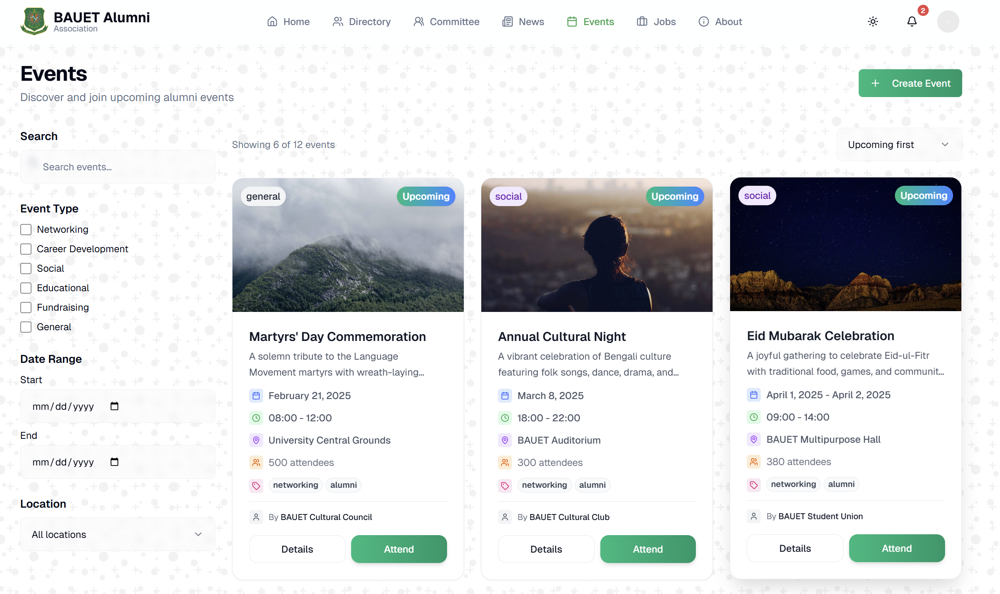 BAUET Alumni
Association
Home
Directory
Committee
News
Events
Jobs
About
2
Events
Discover and join upcoming alumni events
Create Event
Search
Search events...
Event Type
Networking
Career Development
Social
Educational
Fundraising
General
Date Range
Start
mm/dd/yyyy
End
mm/dd/yyyy
Location
All locations
Showing 6 of 12 events
Upcoming first
general
Upcoming
Martyrs' Day Commemoration
A solemn tribute to the Language
Movement martyrs with wreath-laying...
February 21, 2025
08:00 - 12:00
University Central Grounds
500 attendees
networking alumni
By BAUET Cultural Council
Details
Attend
social
Upcoming
Annual Cultural Night
A vibrant celebration of Bengali culture
featuring folk songs, dance, drama, and...
March 8, 2025
18:00 - 22:00
BAUET Auditorium
300 attendees
networking alumni
By BAUET Cultural Club
Details
Attend
social
Upcoming
Eid Mubarak Celebration
A joyful gathering to celebrate Eid-ul-Fitr
with traditional food, games, and communit...
April 1, 2025 - April 2, 2025
09:00 - 14:00
BAUET Multipurpose Hall
380 attendees
networking alumni
By BAUET Student Union
Details
Attend